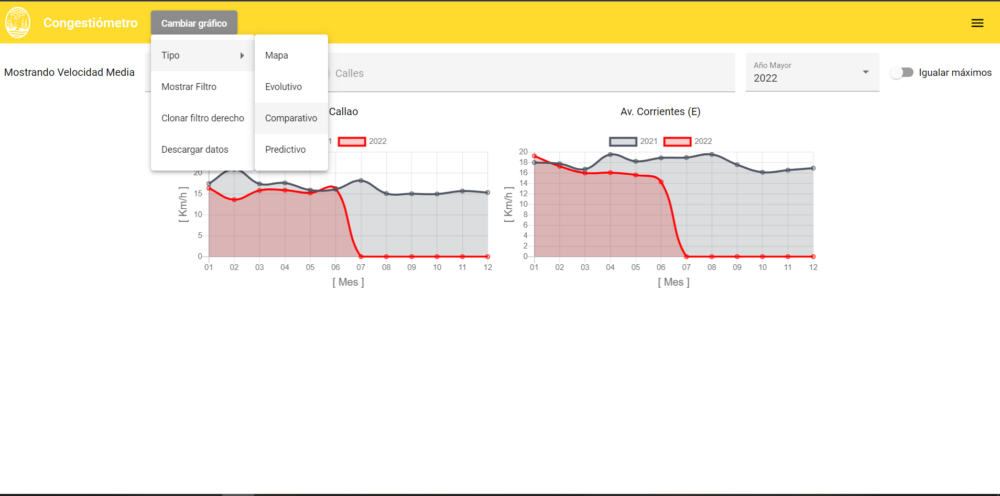 Congestiómetro
Cambiar gráfico
Tipo
Mostrar Filtro
Clonar filtro derecho
Descargar datos
Mapa
Evolutivo
Comparativo
Predictivo
Mostrando Velocidad Media
Calles
Año Mayor
2022
Igualar máximos
Callao
1 2022
20
15
10
5
0
[ Km/h ]
01 02 03 04 05 06 07 08 09 10 11 12
[ Mes ]
Av. Corrientes (E)
2021 2022
20
18
16
14
12
10
8
6
4
2
0
[ Km/h ]
01 02 03 04 05 06 07 08 09 10 11 12
[ Mes ]